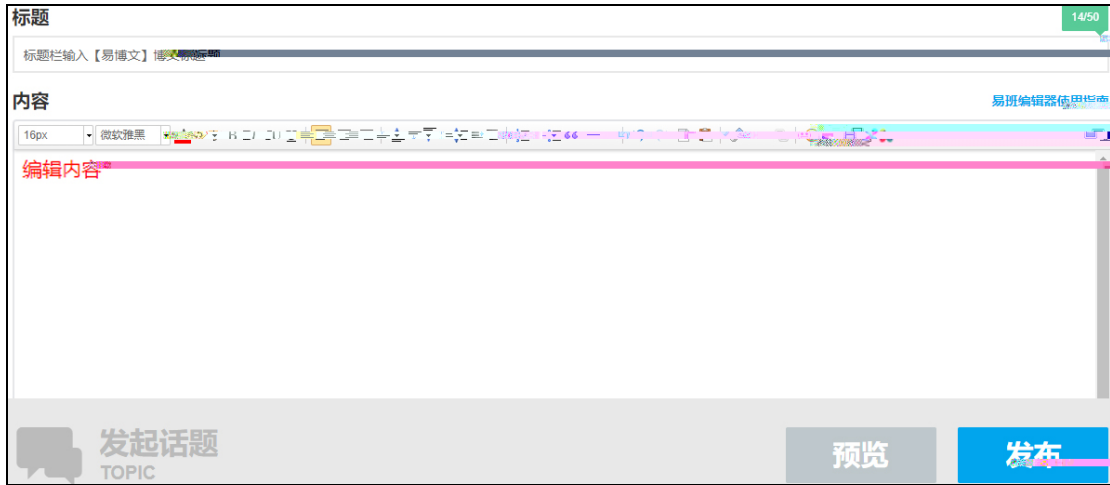 标题
14/50
标题栏输入【易博文】博文标题
内容
易班编辑器使用指南
16px
微软雅黑
编辑内容
发起话题
TOPIC
预览
发布